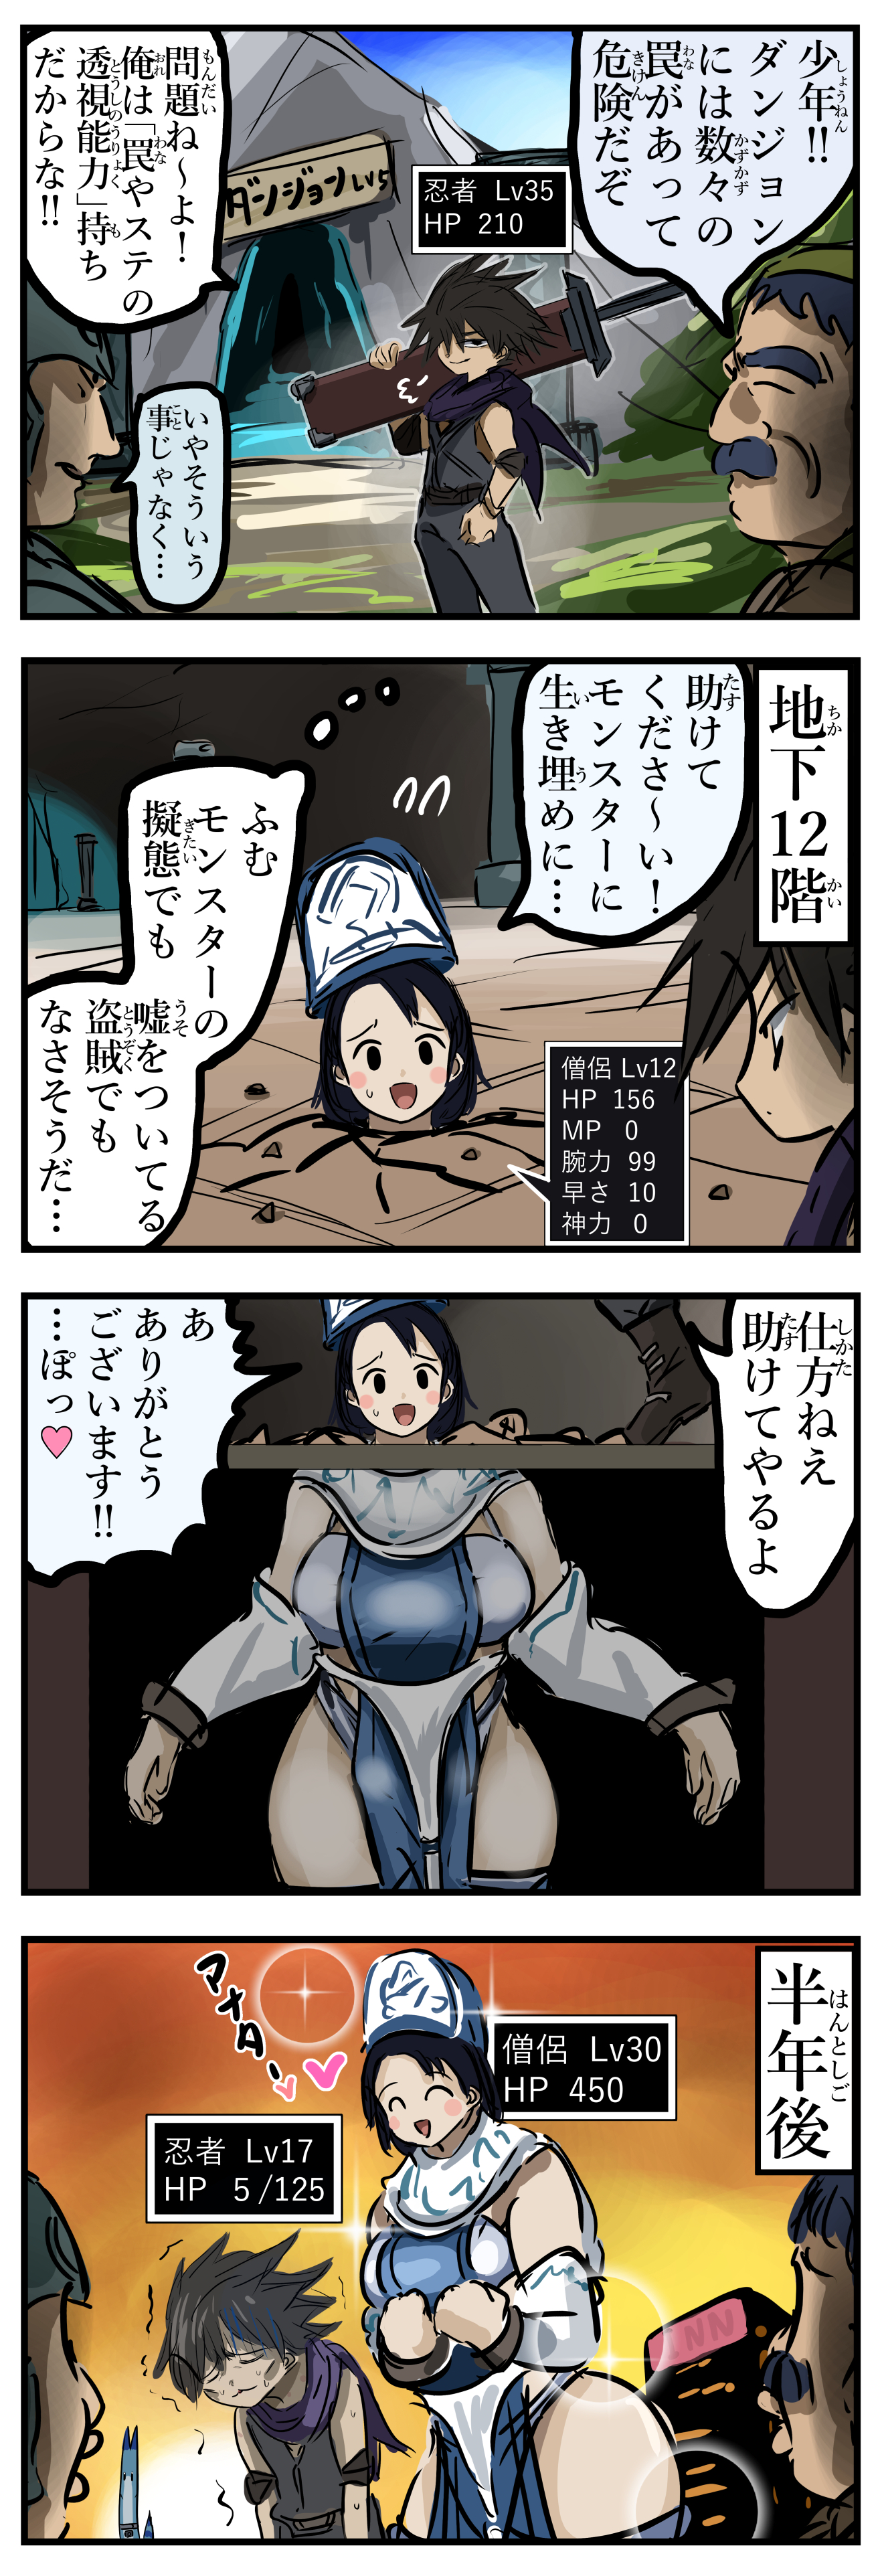 少年!!
ダンジョン
には数々の
罠があって
危険だぞ
忍者 Lv35
HP 210
ダンジョンLV5
問題ね〜よ！
俺は「罠やステの
透視能力」持ち
だからな!!
いやそういう
事じゃなく…
地下12階
助けて
くださ〜い！
モンスターに
生き埋めに…
ふむ
モンスターの
擬態でも
嘘をついてる
盗賊でも
なさそうだ…
僧侶 Lv12
HP 156
MP 0
腕力 99
早さ 10
神力 0
仕方ねえ
助けてやるよ
あ
ありがとう
ございます!!
…ぽっ♥
半年後
僧侶 Lv30
HP 450
忍者 Lv17
HP 5/125
INN